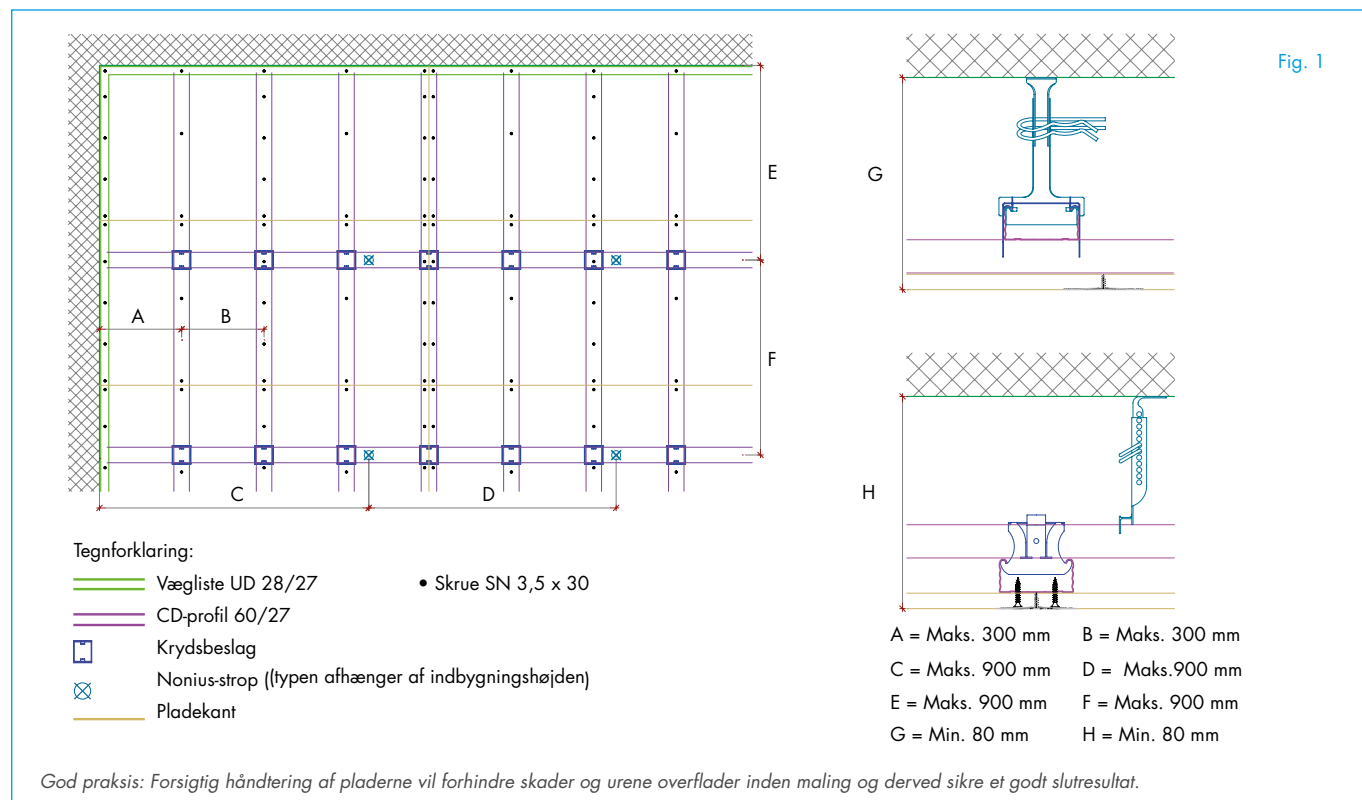 Fig. 1
E
G
A
B
F
C
D
H
Tegnforklaring:
Vægliste UD 28/27
• Skrue SN 3,5 x 30
CD-profil 60/27
Krydsbeslag
Nonius-strop ((typen afhænger af indbygningshøjden)
Pladekant
A = Maks. 300 mm
B = Maks. 300 mm
C = Maks. 900 mm
D = Maks.900 mm
E = Maks. 900 mm
F = Maks. 900 mm
G = Min. 80 mm
H = Min. 80 mm
God praksis: Forsigtig håndtering af pladerne vil forhindre skader og urene overflader inden maling og derved sikre et godt slutresultat.